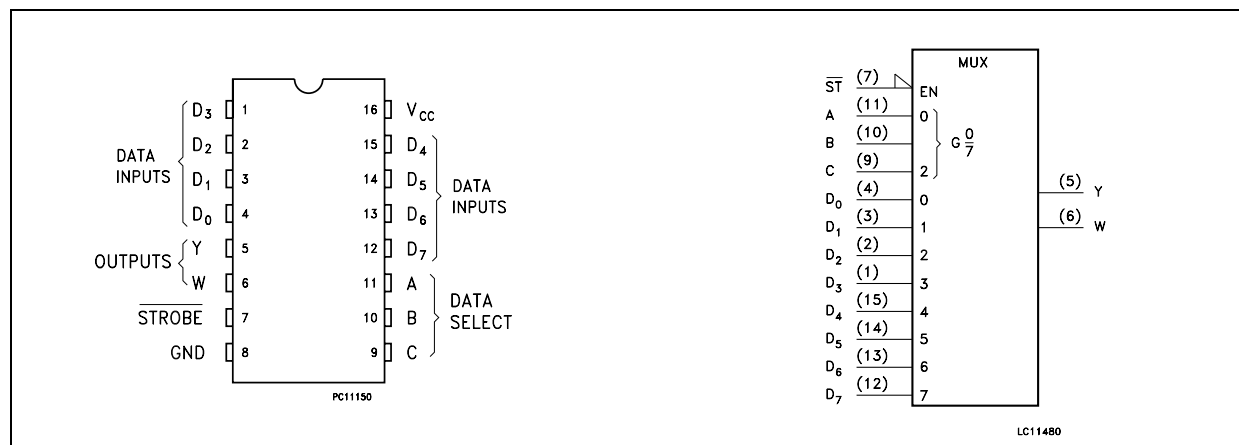 D3 1 16 VCC
D2 2 15 D4
DATA INPUTS
D1 3 14 D5
DATA INPUTS
D0 4 13 D6
Y 5 12 D7
OUTPUTS
W 6 11 A
STROBE 7 10 B
DATA SELECT
GND 8 9 C
PC11150
MUX
ST (7) EN
A (11) 0
B (10) G 0/7
C (9) 2
D0 (4) 0
(5) Y
D1 (3) 1
(6) W
D2 (2) 2
D3 (1) 3
D4 (15) 4
D5 (14) 5
D6 (13) 6
D7 (12) 7
LC11480